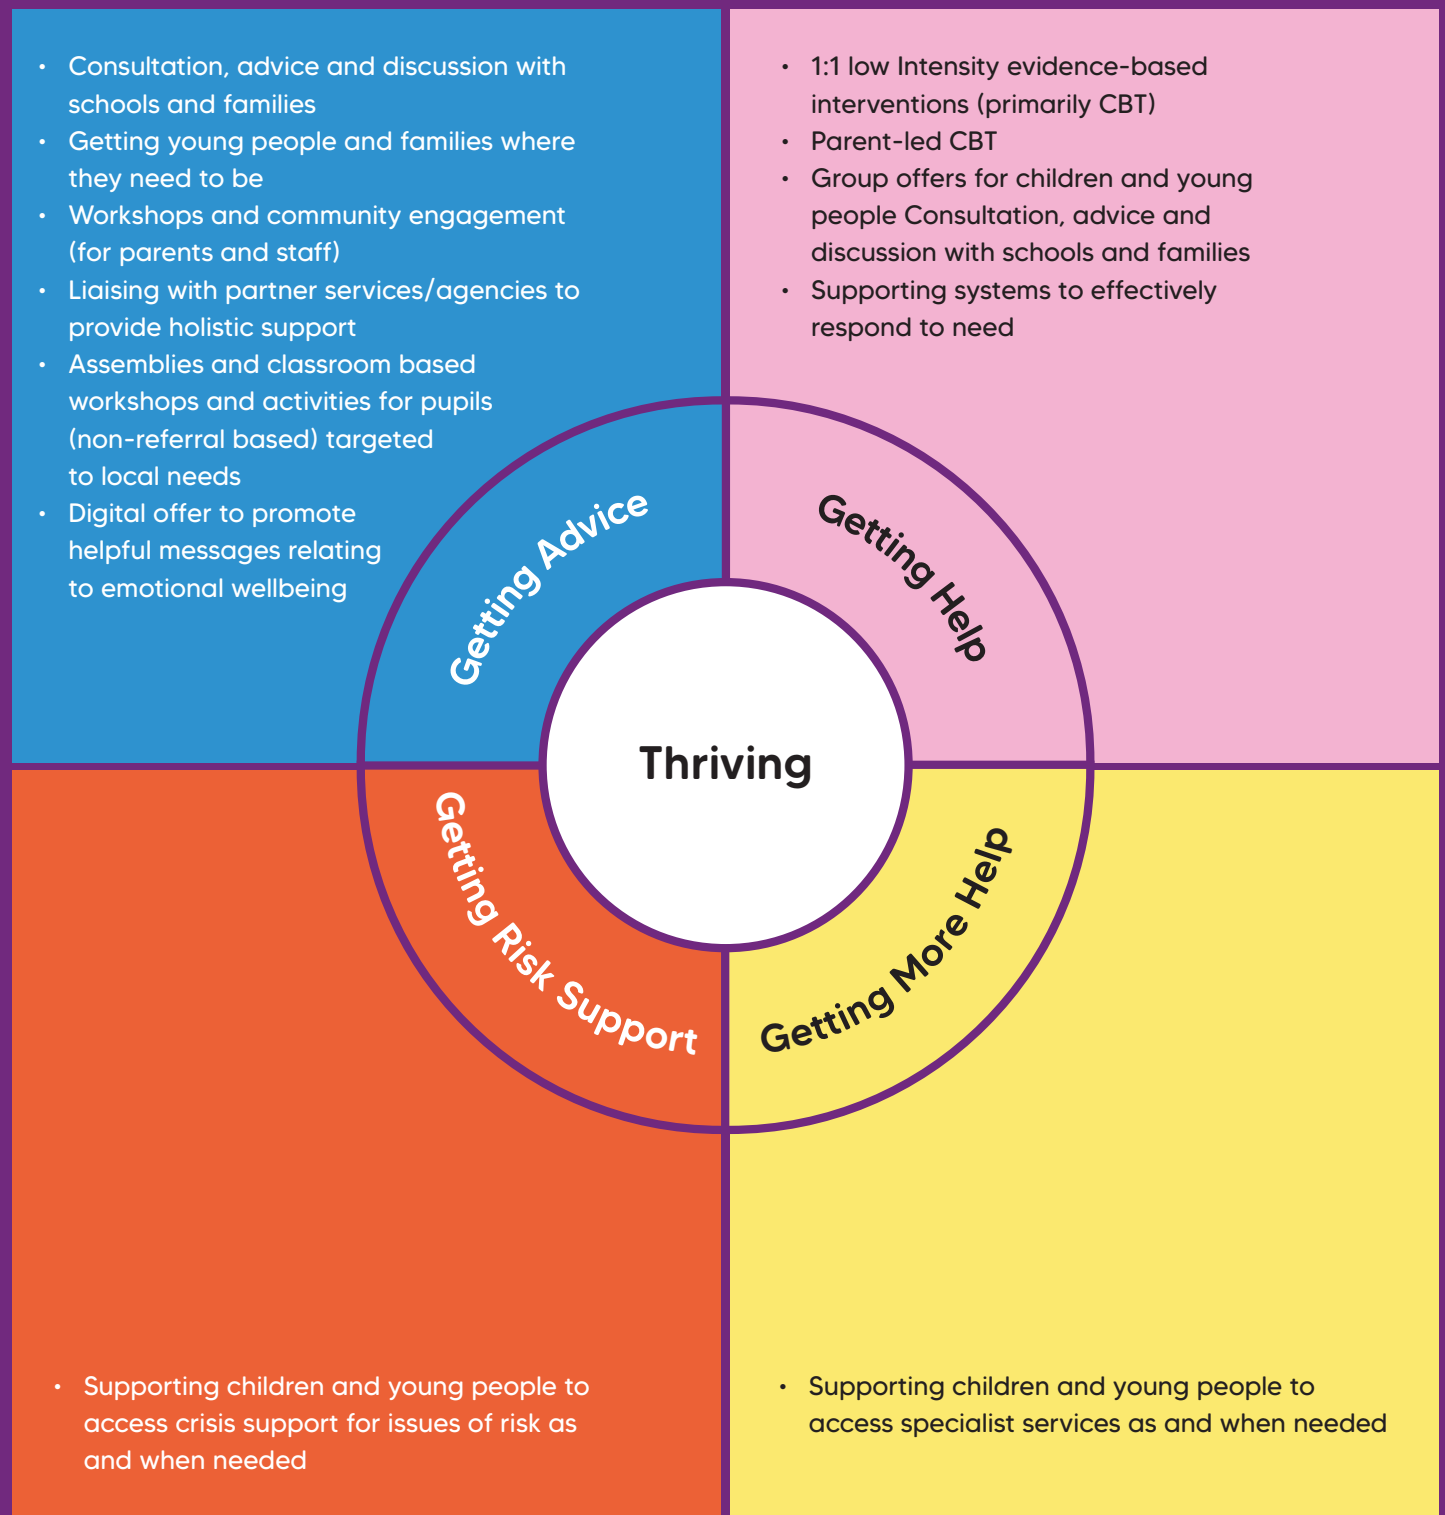 • Consultation, advice and discussion with
schools and families
• Getting young people and families where
they need to be
• Workshops and community engagement
(for parents and staff)
• Liaising with partner services/agencies to
provide holistic support
• Assemblies and classroom based
workshops and activities for pupils
(non-referral based) targeted
to local needs
• Digital offer to promote
helpful messages relating
to emotional wellbeing
• 1:1 low Intensity evidence-based
interventions (primarily CBT)
• Parent-led CBT
• Group offers for children and young
people Consultation, advice and
discussion with schools and families
• Supporting systems to effectively
respond to need
Getting Advice
Getting Help
Thriving
Getting Risk Support
Getting More Help
• Supporting children and young people to
access crisis support for issues of risk as
and when needed
• Supporting children and young people to
access specialist services as and when needed